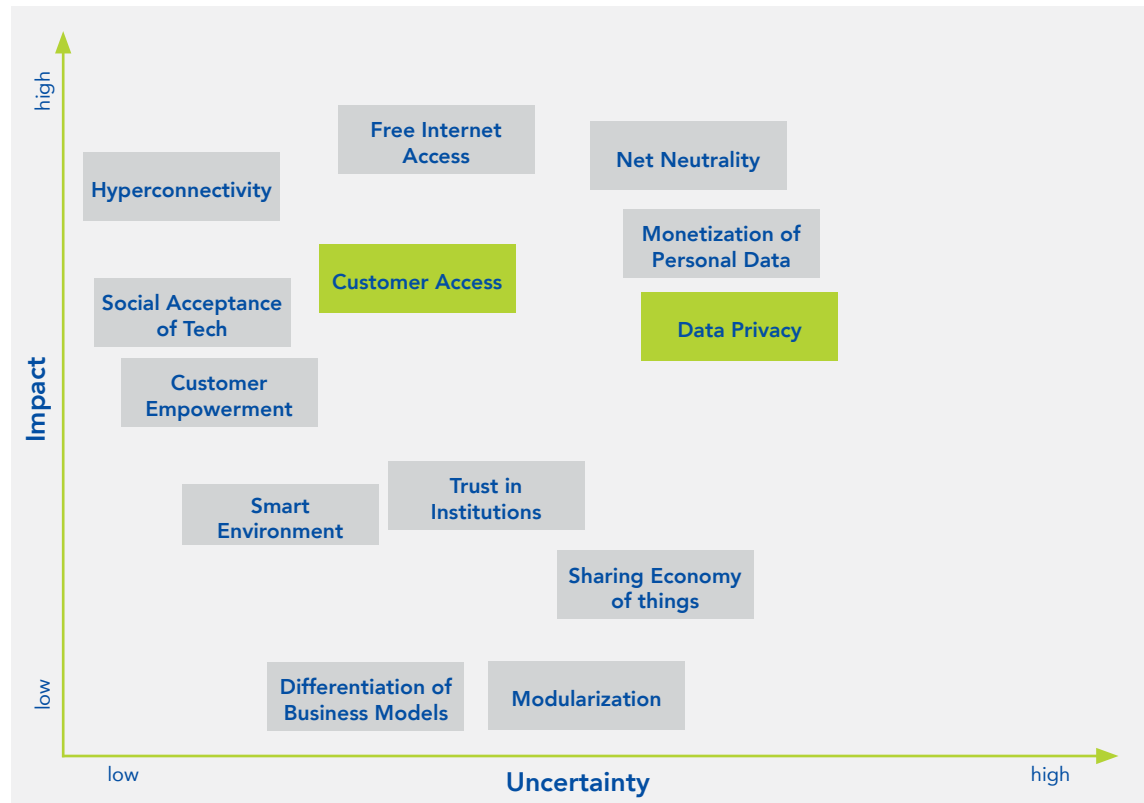 high
Free Internet
Access
Net Neutrality
Hyperconnectivity
Monetization of
Personal Data
Customer Access
Social Acceptance
of Tech
Data Privacy
Impact
Customer
Empowerment
Trust in
Institutions
Smart
Environment
Sharing Economy
of things
low
Differentiation of
Business Models
Modularization
low
Uncertainty
high